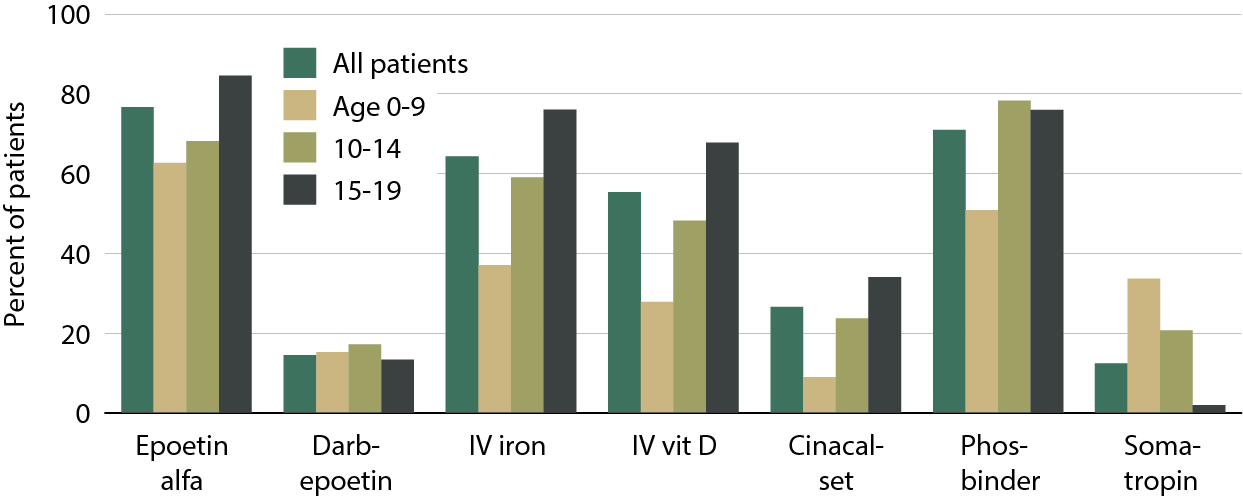 100
80
60
40
20
0
Percent of patients
All patients
Age 0-9
10-14
15-19
Epoetin
alfa
Darb-
epoetin
IV iron
IV vit D
Cinacal-
set
Phos-
binder
Soma-
tropin